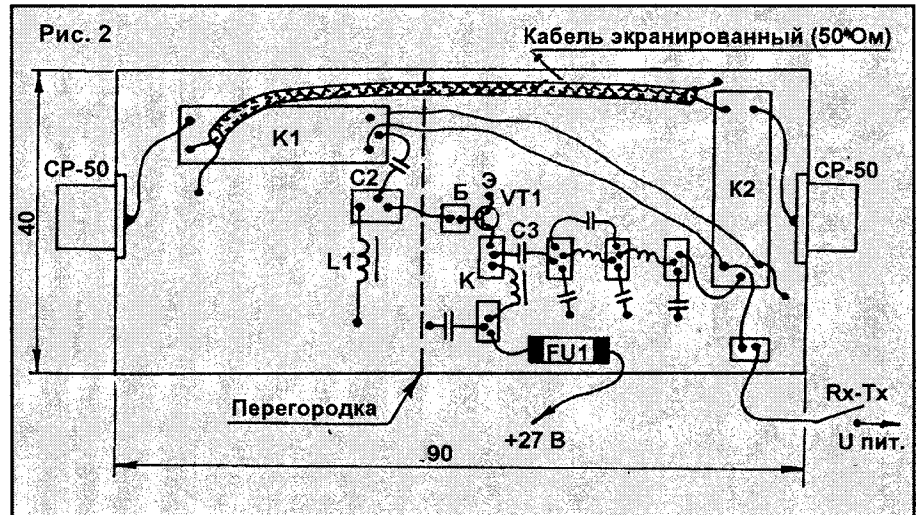 Рис. 2
Кабель экранированный (50 Ом)
СР-50
К1
С2
L1
Б
Э
VT1
С3
К
К2
СР-50
40
FU1
Перегородка
+27 В
Rx-Tx
U пит.
90